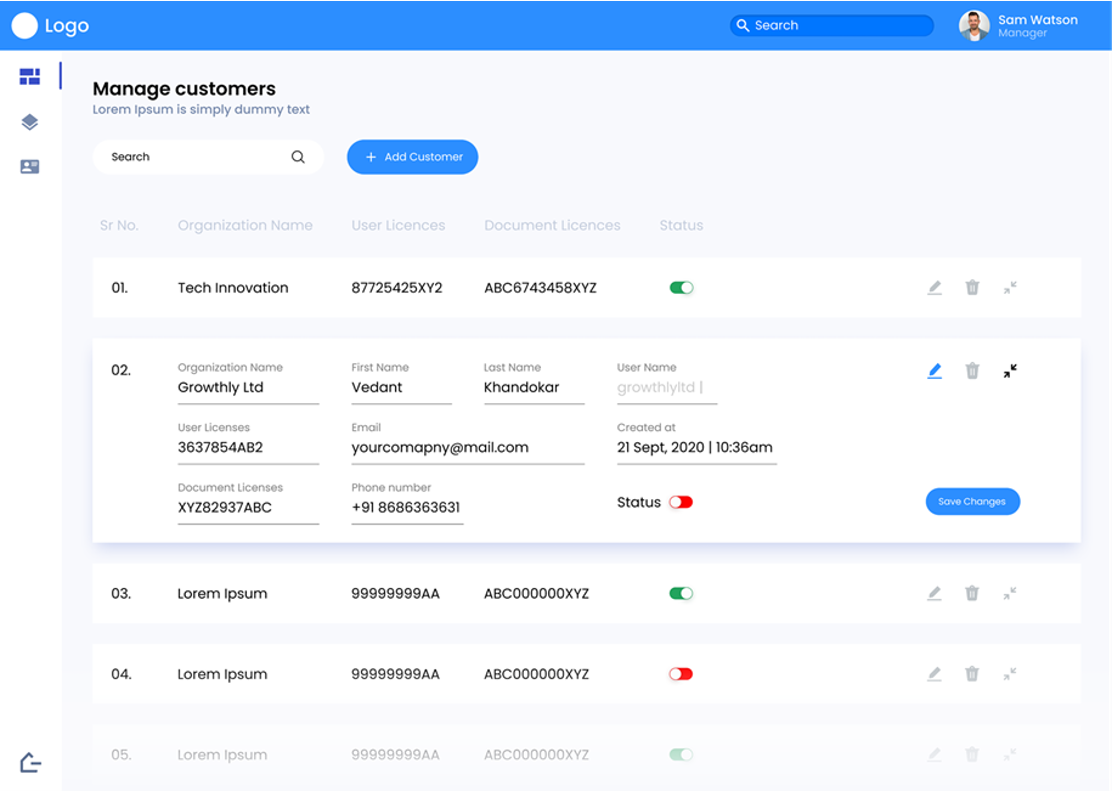 Logo
Search
Sam Watson
Manager
Manage customers
Lorem Ipsum is simply dummy text
Search
+ Add Customer
Sr No. Organization Name User Licences Document Licences Status
01. Tech Innovation 87725425XY2 ABC6743458XYZ
02.
Organization Name First Name Last Name User Name
Growthly Ltd Vedant Khandokar growthlyltd |
User Licenses Email Created at
3637854AB2 yourcomapny@mail.com 21 Sept, 2020 | 10:36am
Document Licenses Phone number
XYZ82937ABC +91 8686363631
Status
Save Changes
03. Lorem Ipsum 99999999AA ABC000000XYZ
04. Lorem Ipsum 99999999AA ABC000000XYZ
05. Lorem Ipsum 99999999AA ABC000000XYZ